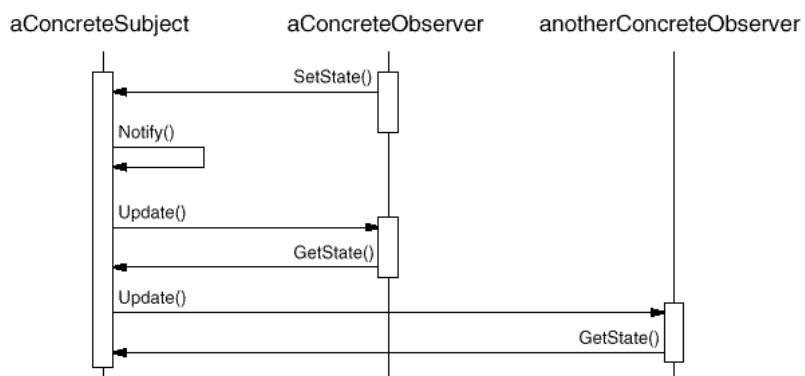 aConcreteSubject aConcreteObserver anotherConcreteObserver
SetState()
Notify()
Update()
GetState()
Update()
GetState()